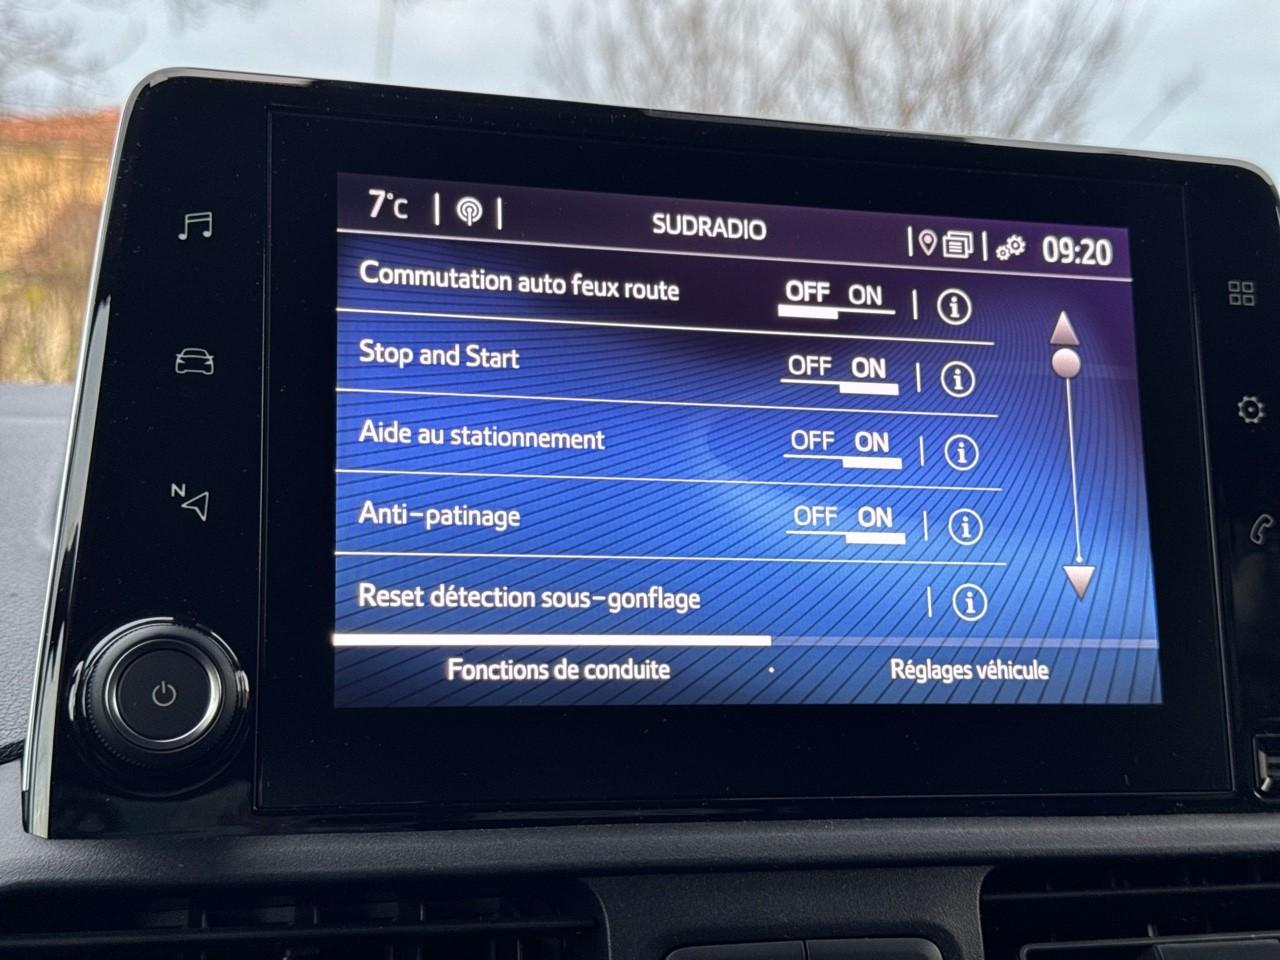 7°C SUDRADIO 09:20
Commutation auto feux route OFF ON i
Stop and Start OFF ON i
Aide au stationnement OFF ON i
Anti-patinage OFF ON i
Reset détection sous-gonflage i
Fonctions de conduite Réglages véhicule
N